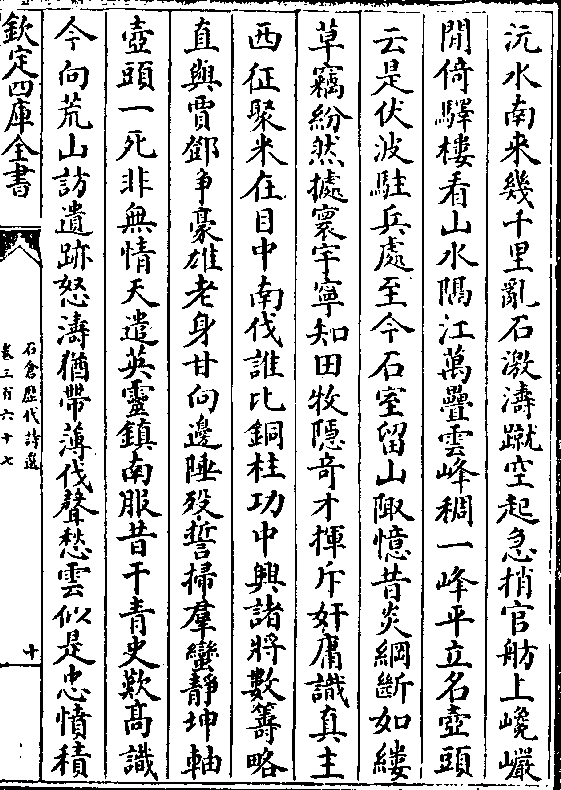 沅水南来幾千里亂石激濤蹴空起急捎官舫上巉巖
閒倚驛樓看山水隔江萬疊雲峰稠一峰平立名壺頭
云是伏波駐兵處至今石室留山陬憶昔炎綱斷如縷
草竊紛然據寰宇寧知田牧隱竒才揮斥奸庸識真主
西征聚米在目中南伐誰比銅柱功中興諸將數籌略
直與賈鄧争豪雄老身甘向邊陲殁誓掃羣蠻靜坤軸
壺頭一死非無情天遣英靈鎮南服昔干青史歎髙識
今向荒山訪遺跡怒濤猶帶薄伐聲愁雲似是忠憤積
欽定四庫全書
石倉歴代詩選
卷三百六十七
十